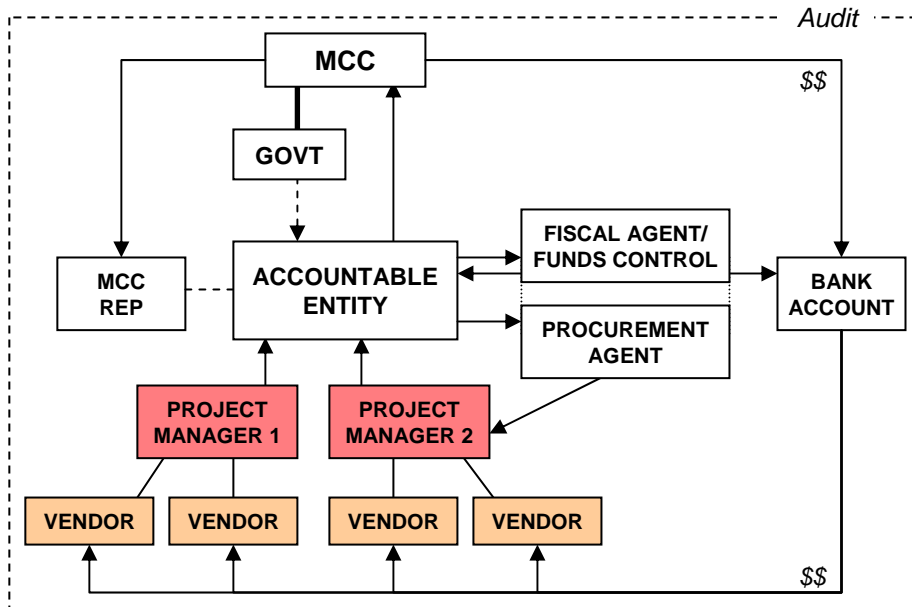 Audit
MCC
$$
GOVT
FISCAL AGENT/
FUNDS CONTROL
MCC
REP
ACCOUNTABLE
ENTITY
BANK
ACCOUNT
PROCUREMENT
AGENT
PROJECT
MANAGER 1
PROJECT
MANAGER 2
VENDOR
VENDOR
VENDOR
VENDOR
$$